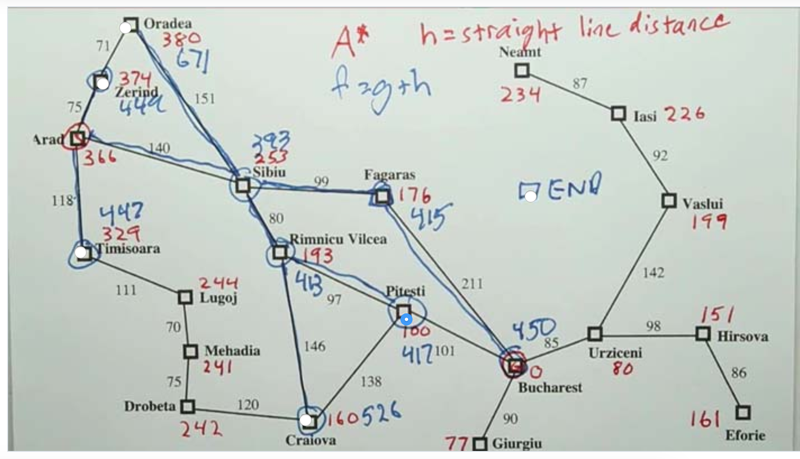 Oradea
380
671
A* h=straight line distance
f=g+h
Neamt
234
87
71
374
Zerind
449
151
Iasi 226
75
Arad
366
140
393
253
Sibiu
99
Fagaras
176
415
END
92
Vaslui
199
118
447
329
Timisoara
80
Rimnicu Vilcea
193
413
97
Pitesti
100
417
211
142
111
244
Lugoj
70
Mehadia
241
75
Drobeta
242
120
146
138
160 526
Craiova
101
450
0
Bucharest
85
Urziceni
80
98
151
Hirsova
86
161
Eforie
90
77
Giurgiu